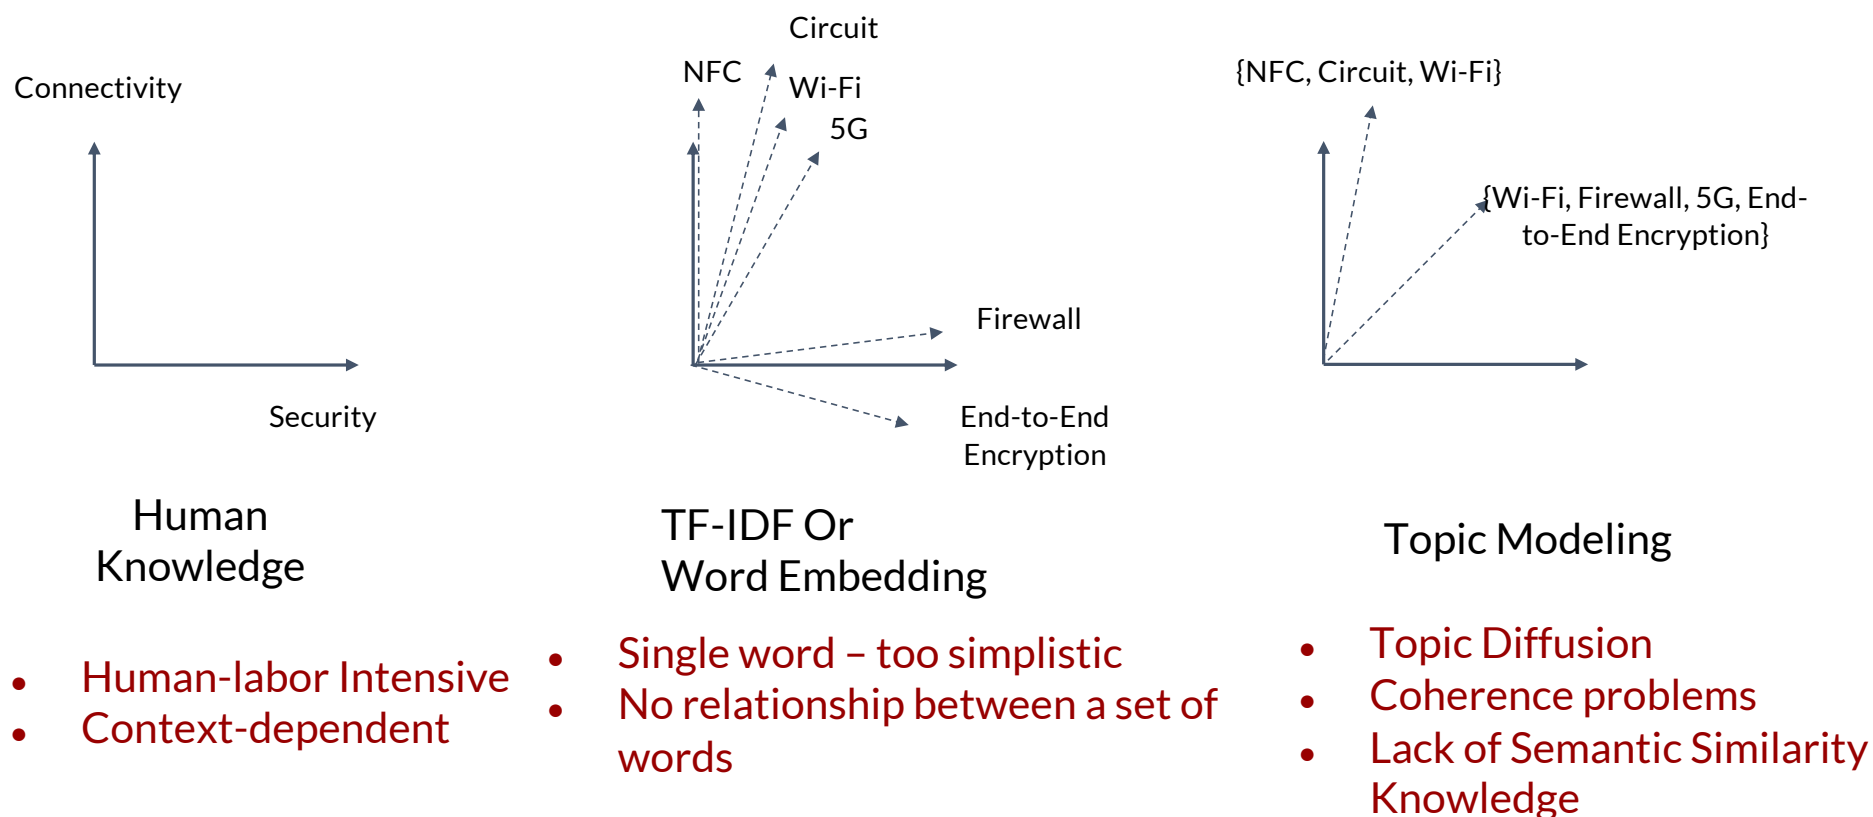 Connectivity
Security
Human
Knowledge
• Human-labor Intensive
• Context-dependent
Circuit
NFC
Wi-Fi
5G
Firewall
End-to-End
Encryption
TF-IDF Or
Word Embedding
• Single word – too simplistic
• No relationship between a set of
words
{NFC, Circuit, Wi-Fi}
{Wi-Fi, Firewall, 5G, End-
to-End Encryption}
Topic Modeling
• Topic Diffusion
• Coherence problems
• Lack of Semantic Similarity
Knowledge